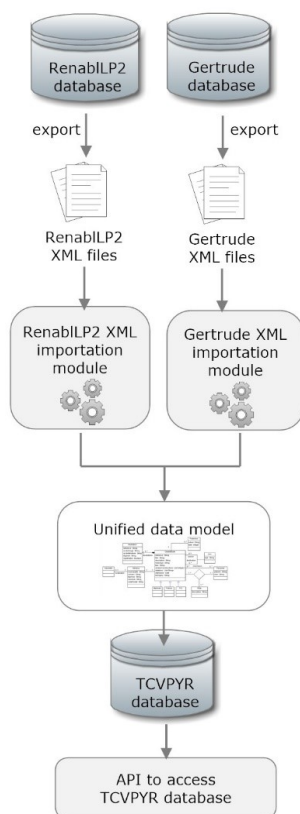 RenablLP2
database
Gertrude
database
export
export
RenablLP2
XML files
Gertrude
XML files
RenablLP2 XML
importation
module
Gertrude XML
importation
module
Unified data model
TCVPYR
database
API to access
TCVPYR database